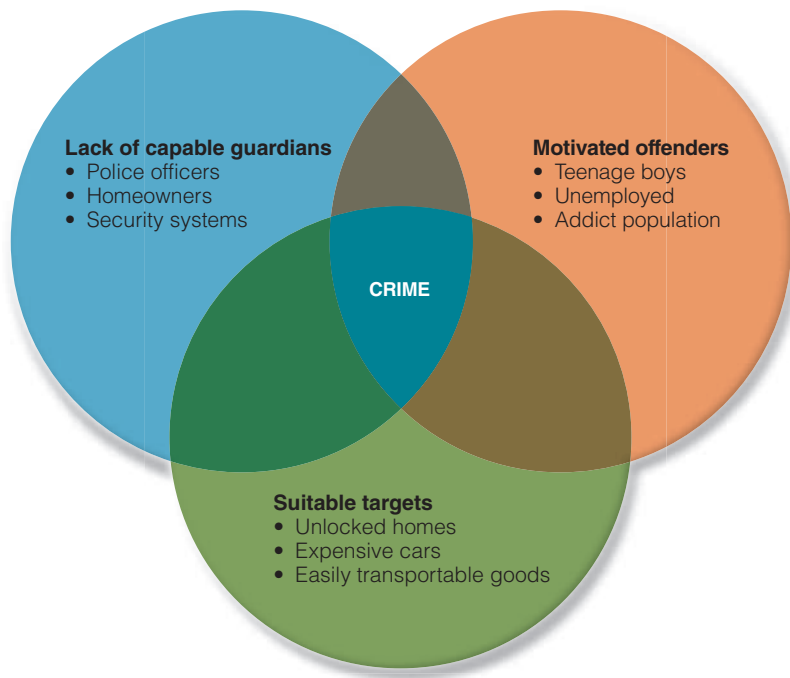 Lack of capable guardians
• Police officers
• Homeowners
• Security systems
Motivated offenders
• Teenage boys
• Unemployed
• Addict population
CRIME
Suitable targets
• Unlocked homes
• Expensive cars
• Easily transportable goods